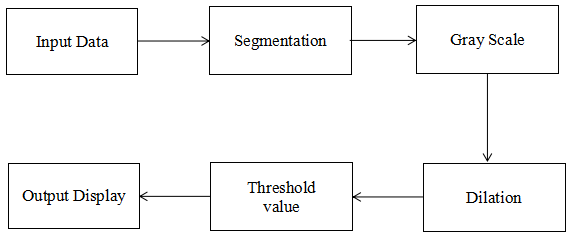 Input Data
Segmentation
Gray Scale
Output Display
Threshold
value
Dilation